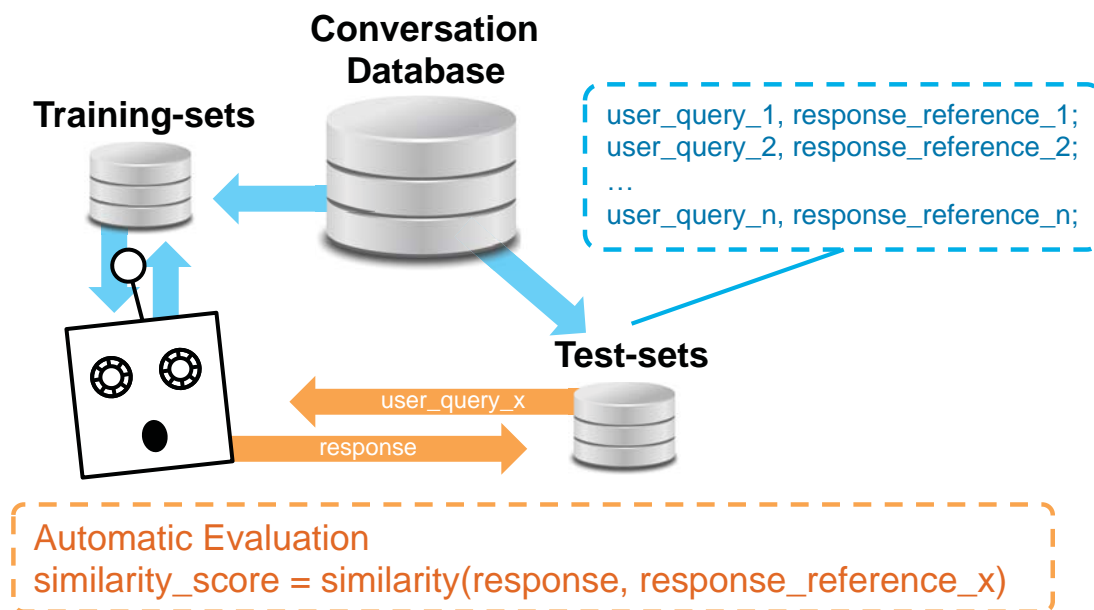 Conversation
Database
Training-sets
user_query_1, response_reference_1;
user_query_2, response_reference_2;
…
user_query_n, response_reference_n;
Test-sets
user_query_x
response
Automatic Evaluation
similarity_score = similarity(response, response_reference_x)